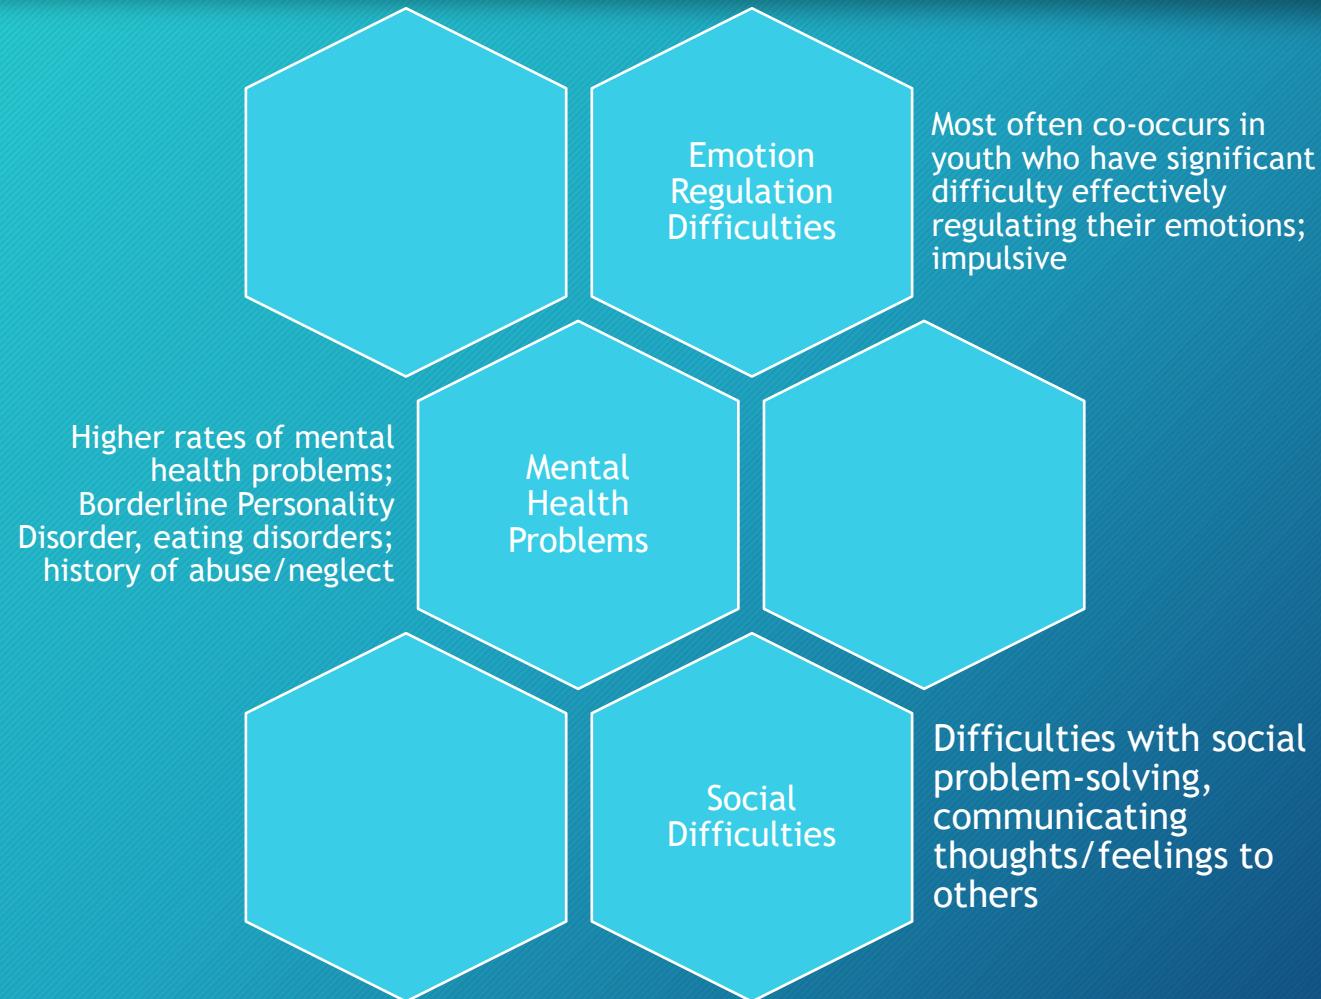 Emotion
Regulation
Difficulties
Most often co-occurs in
youth who have significant
difficulty effectively
regulating their emotions;
impulsive
Higher rates of mental
health problems;
Borderline Personality
Disorder, eating disorders;
history of abuse/neglect
Mental
Health
Problems
Social
Difficulties
Difficulties with social
problem-solving,
communicating
thoughts/feelings to
others